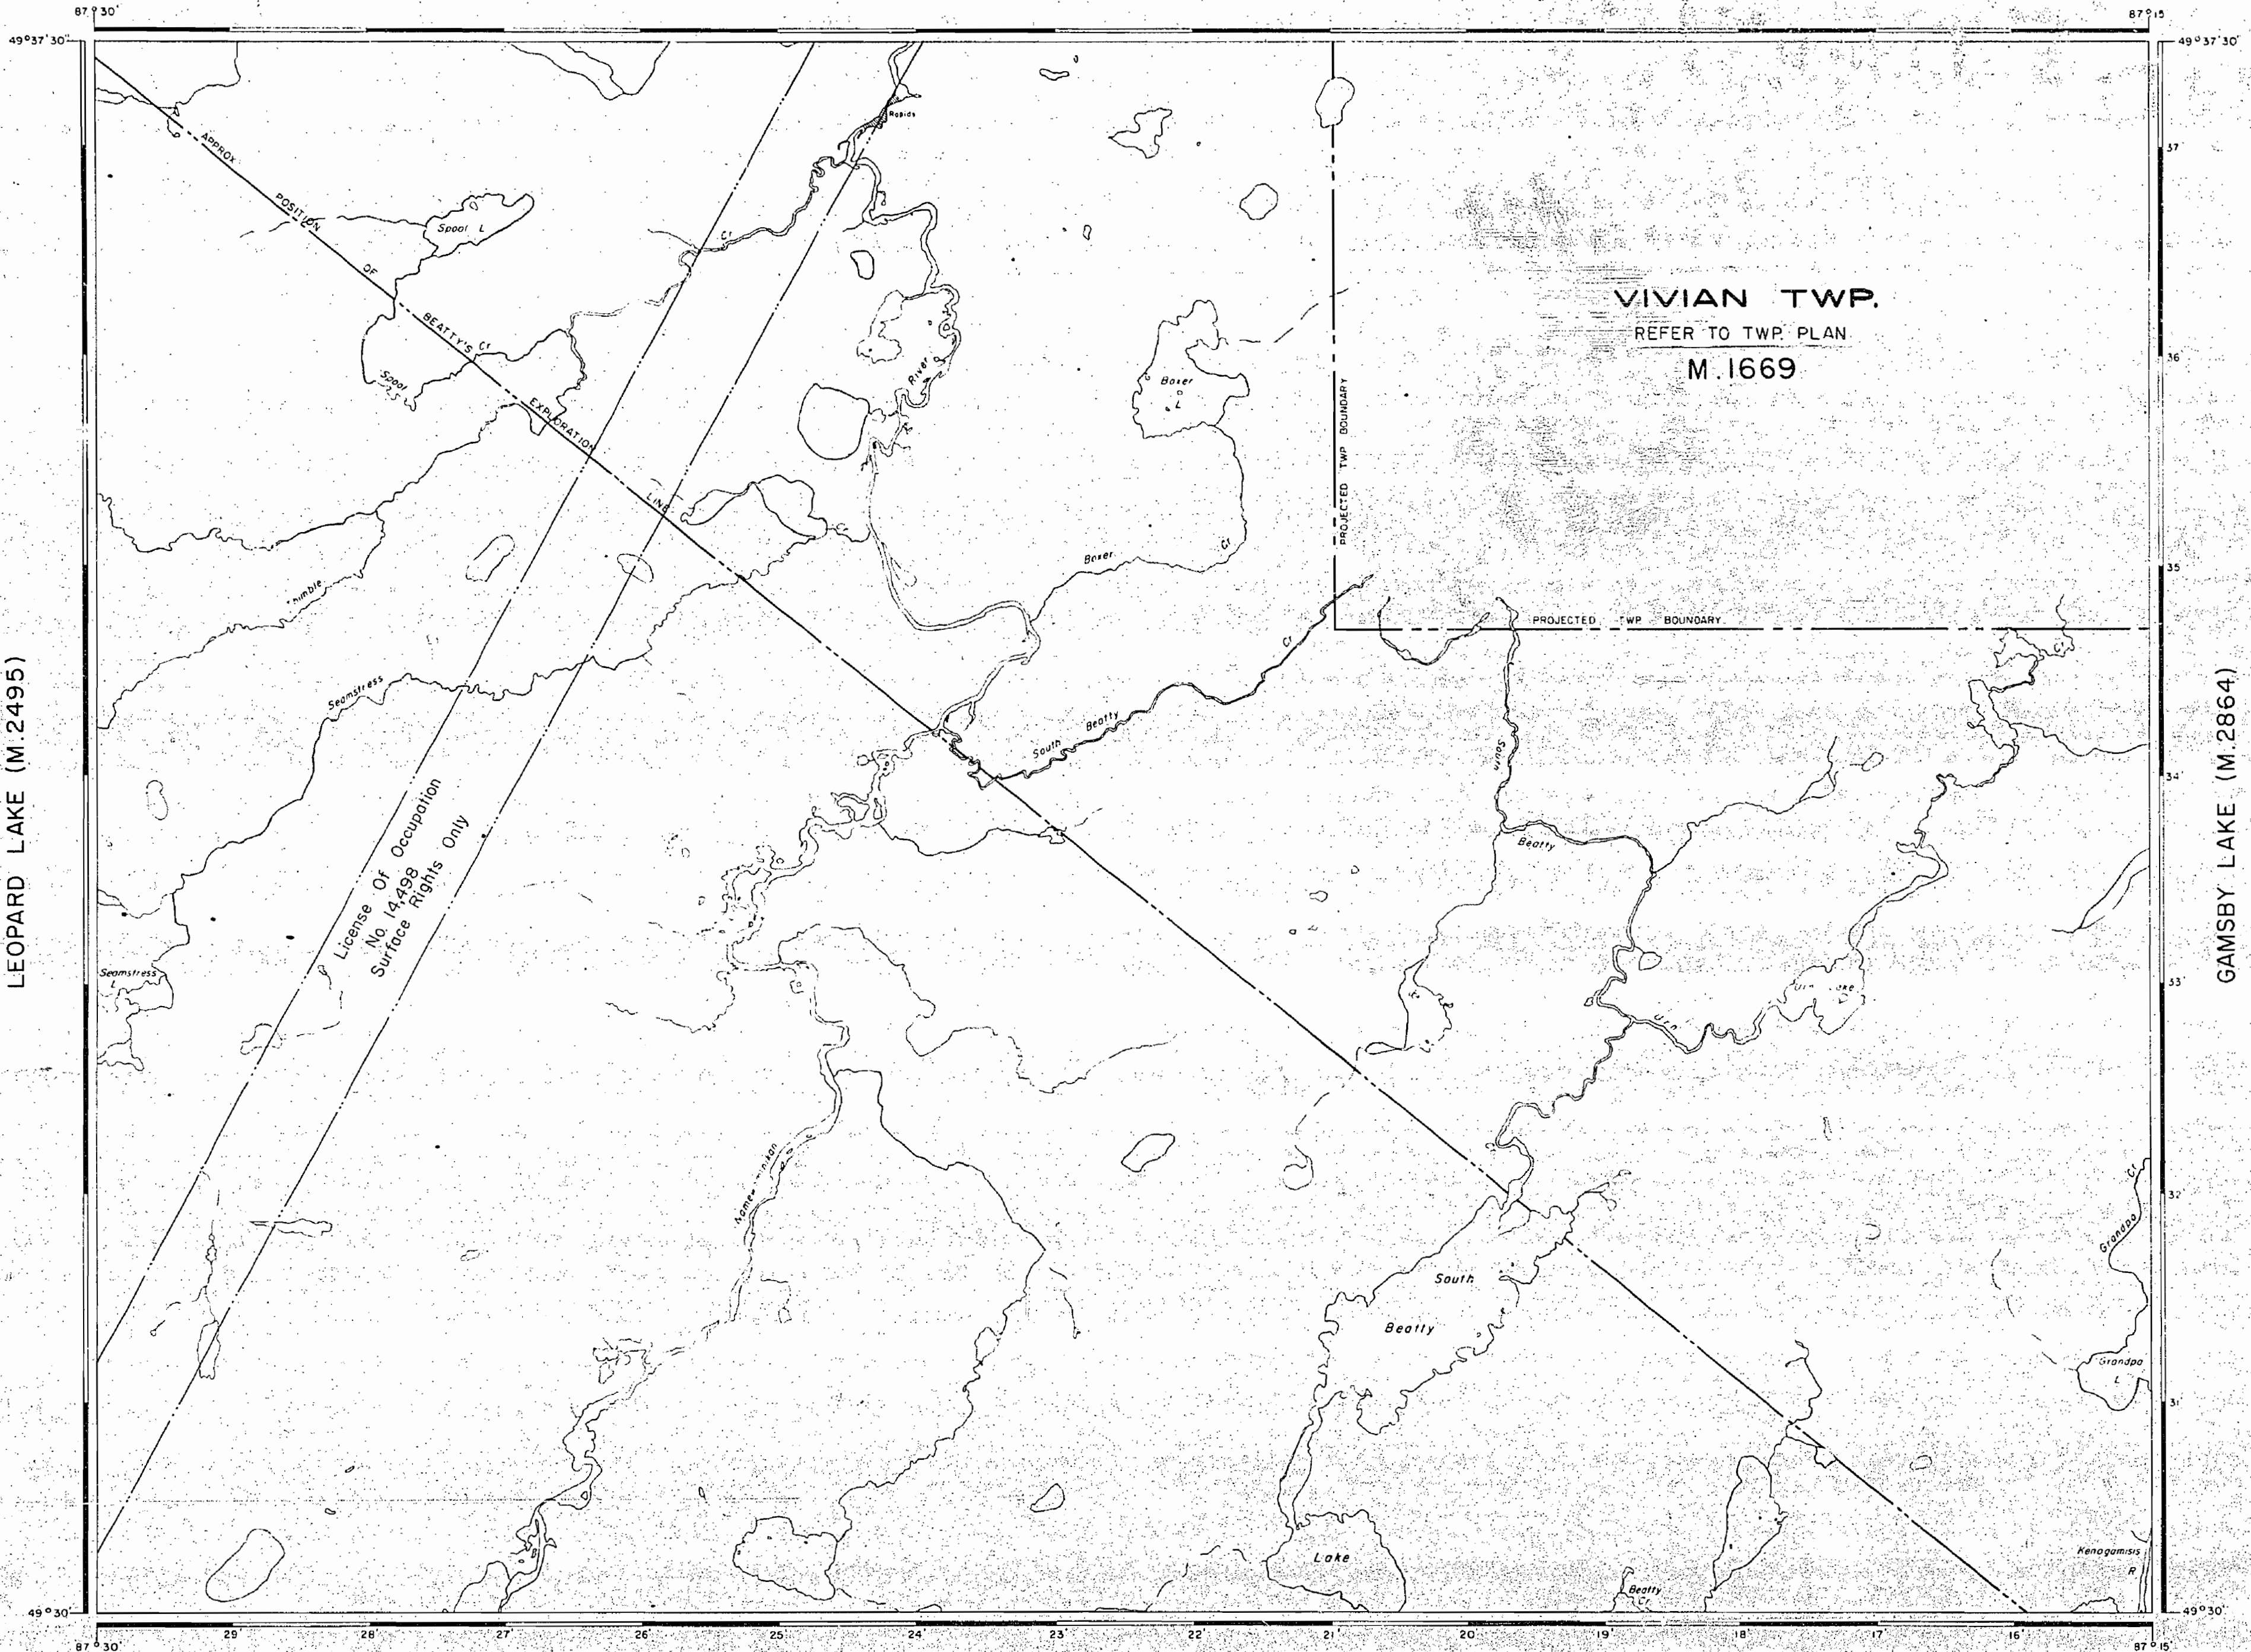 87°30'
87°15
49°37'30"
49°37'30"
Rapids
37'
APPROX.
POSITION
OF
BEATTY'S
EXPLORATION
LINE
Spool L
Cr
VIVIAN TWP.
REFER TO TWP. PLAN
M.1669
36'
Cr
Spool
River
Boxer
L
PROJECTED TWP BOUNDARY
Cr
Boxer
Cr
35'
PROJECTED TWP BOUNDARY
Cr
Cr
Seamstress
South Beatty
South
LEOPARD LAKE (M.2495)
GAMSBY LAKE (M.2864)
34'
Beatty
License Of Occupation
No. 14,498
Surface Rights Only
Seamstress
L
33'
Urn
32'
Cr
Grandpa
South
Beatty
Grandpa
L
31'
Lake
Kenogamisis
R
Beatty
Cr
49°30'
49°30'
87°30'
29
28
27
26
25
24
23
22
21
20
19
18
17
16
87°15'